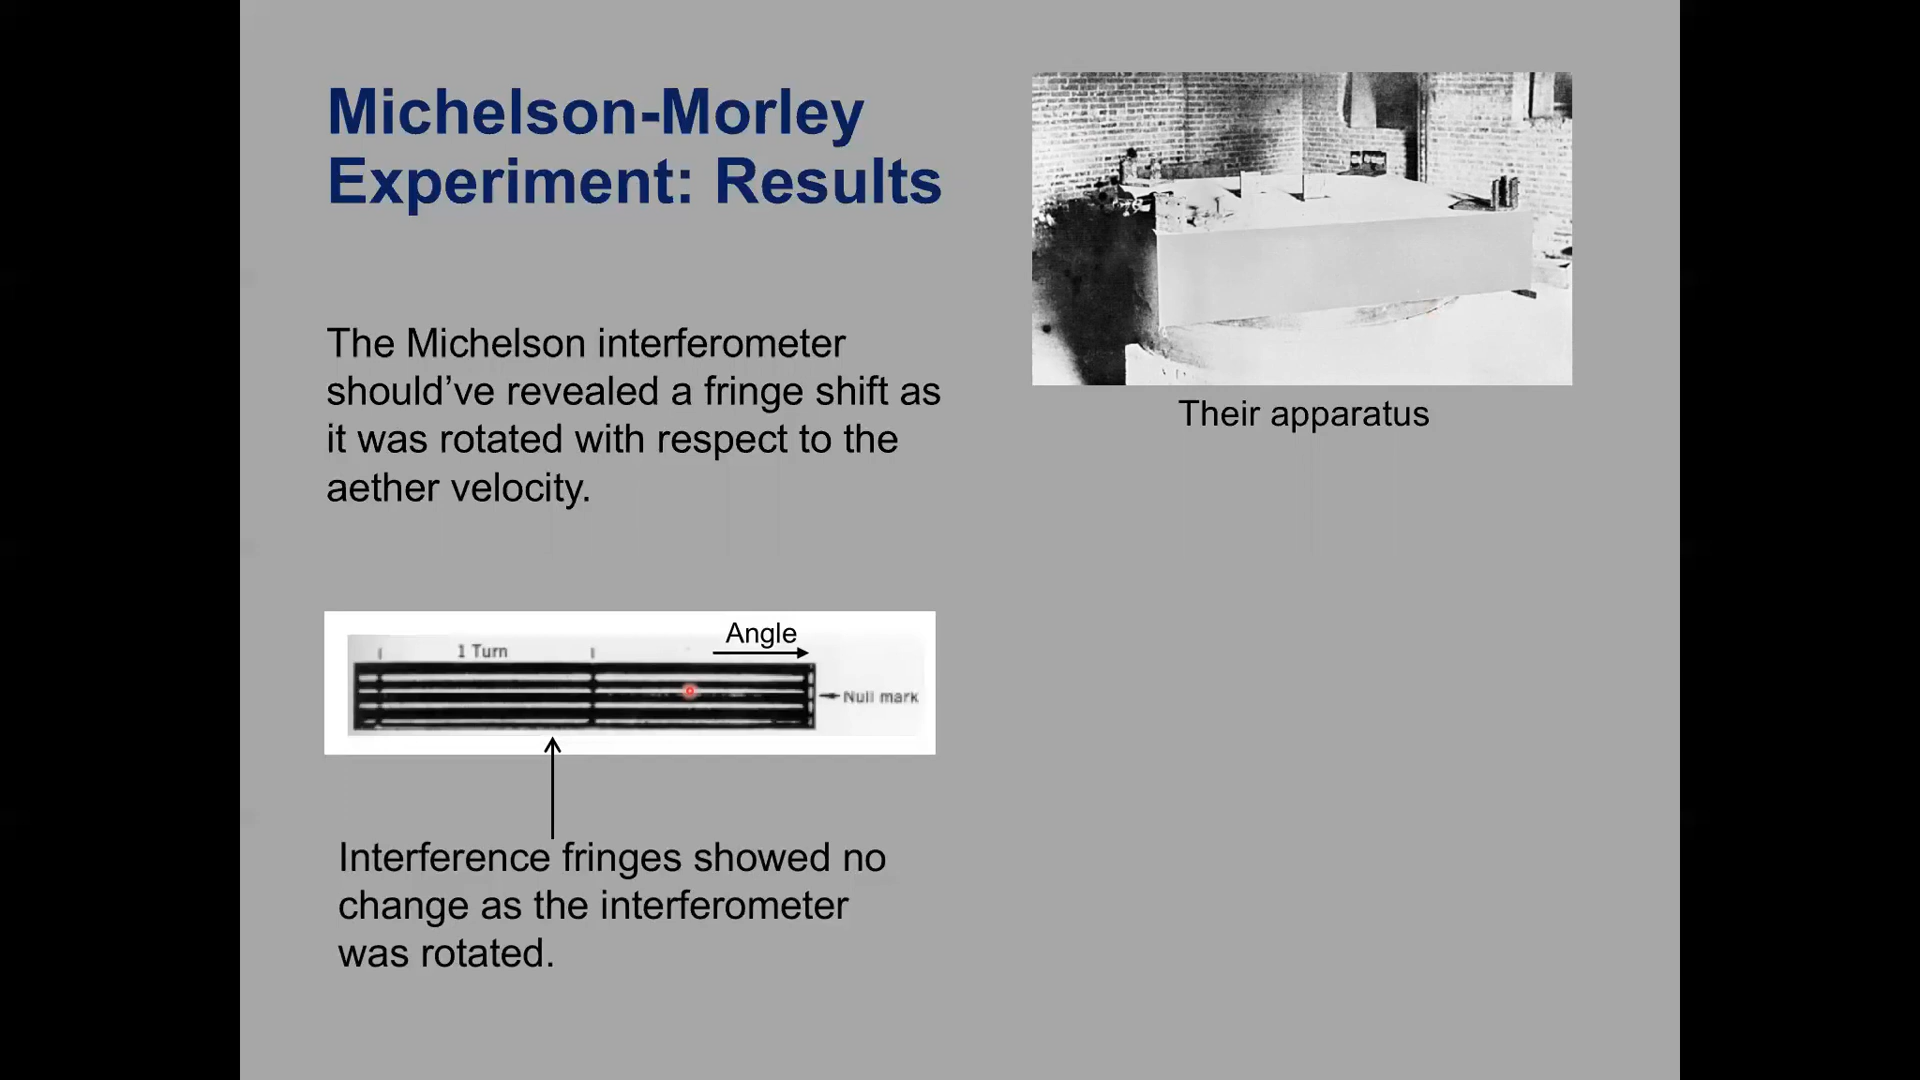 Michelson-Morley
Experiment: Results
The Michelson interferometer
should’ve revealed a fringe shift as
it was rotated with respect to the
aether velocity.
Their apparatus
Angle
1 Turn
Null mark
Interference fringes showed no
change as the interferometer
was rotated.